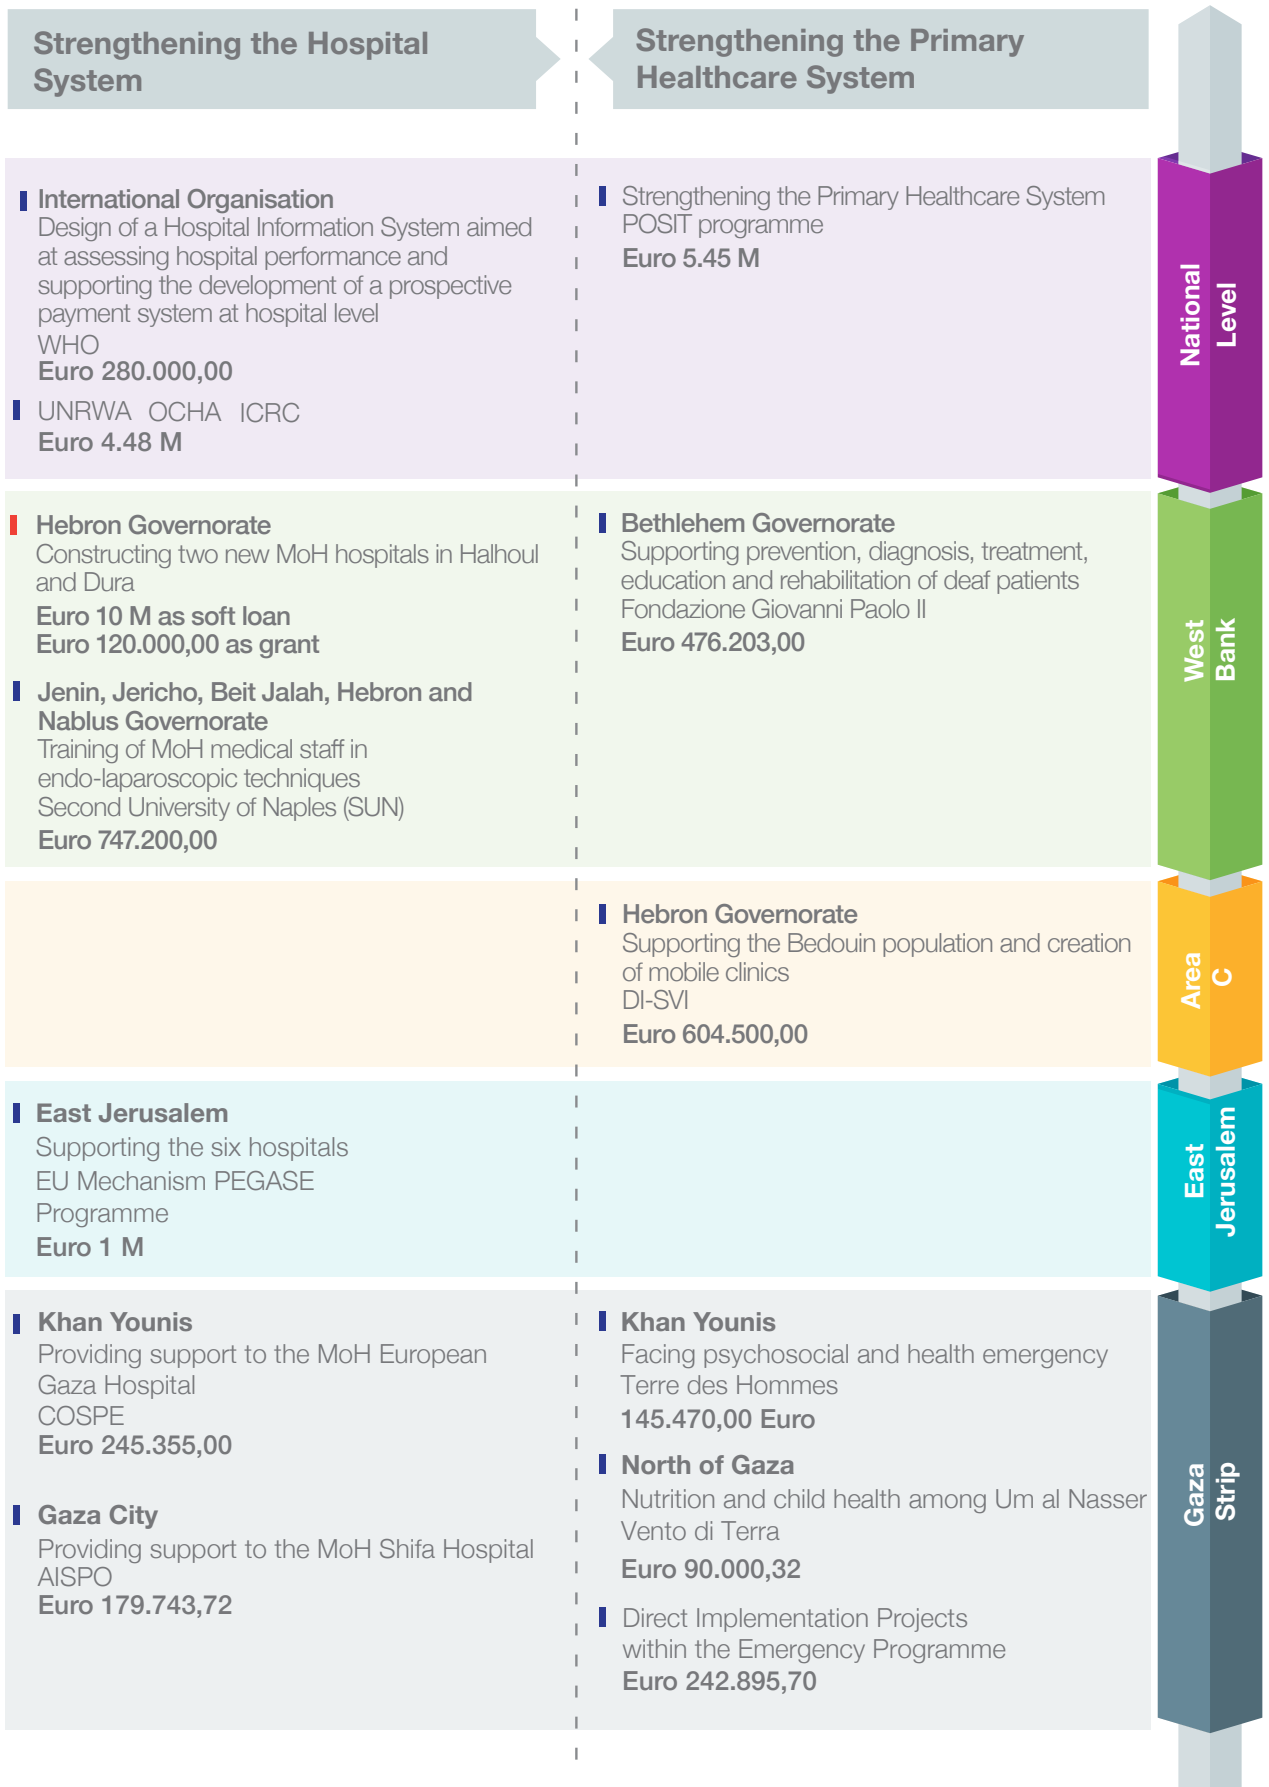 Strengthening the Hospital
System
Strengthening the Primary
Healthcare System
International Organisation
Design of a Hospital Information System aimed
at assessing hospital performance and
supporting the development of a prospective
payment system at hospital level
WHO
Euro 280.000,00
UNRWA OCHA ICRC
Euro 4.48 M
Strengthening the Primary Healthcare System
POSIT programme
Euro 5.45 M
National
Level
Hebron Governorate
Constructing two new MoH hospitals in Halhoul
and Dura
Euro 10 M as soft loan
Euro 120.000,00 as grant
Jenin, Jericho, Beit Jalah, Hebron and
Nablus Governorate
Training of MoH medical staff in
endo-laparoscopic techniques
Second University of Naples (SUN)
Euro 747.200,00
Bethlehem Governorate
Supporting prevention, diagnosis, treatment,
education and rehabilitation of deaf patients
Fondazione Giovanni Paolo II
Euro 476.203,00
West
Bank
Hebron Governorate
Supporting the Bedouin population and creation
of mobile clinics
DI-SVI
Euro 604.500,00
Area
C
East Jerusalem
Supporting the six hospitals
EU Mechanism PEGASE
Programme
Euro 1 M
East
Jerusalem
Khan Younis
Providing support to the MoH European
Gaza Hospital
COSPE
Euro 245.355,00
Gaza City
Providing support to the MoH Shifa Hospital
AISPO
Euro 179.743,72
Khan Younis
Facing psychosocial and health emergency
Terre des Hommes
145.470,00 Euro
North of Gaza
Nutrition and child health among Um al Nasser
Vento di Terra
Euro 90.000,32
Direct Implementation Projects
within the Emergency Programme
Euro 242.895,70
Gaza
Strip